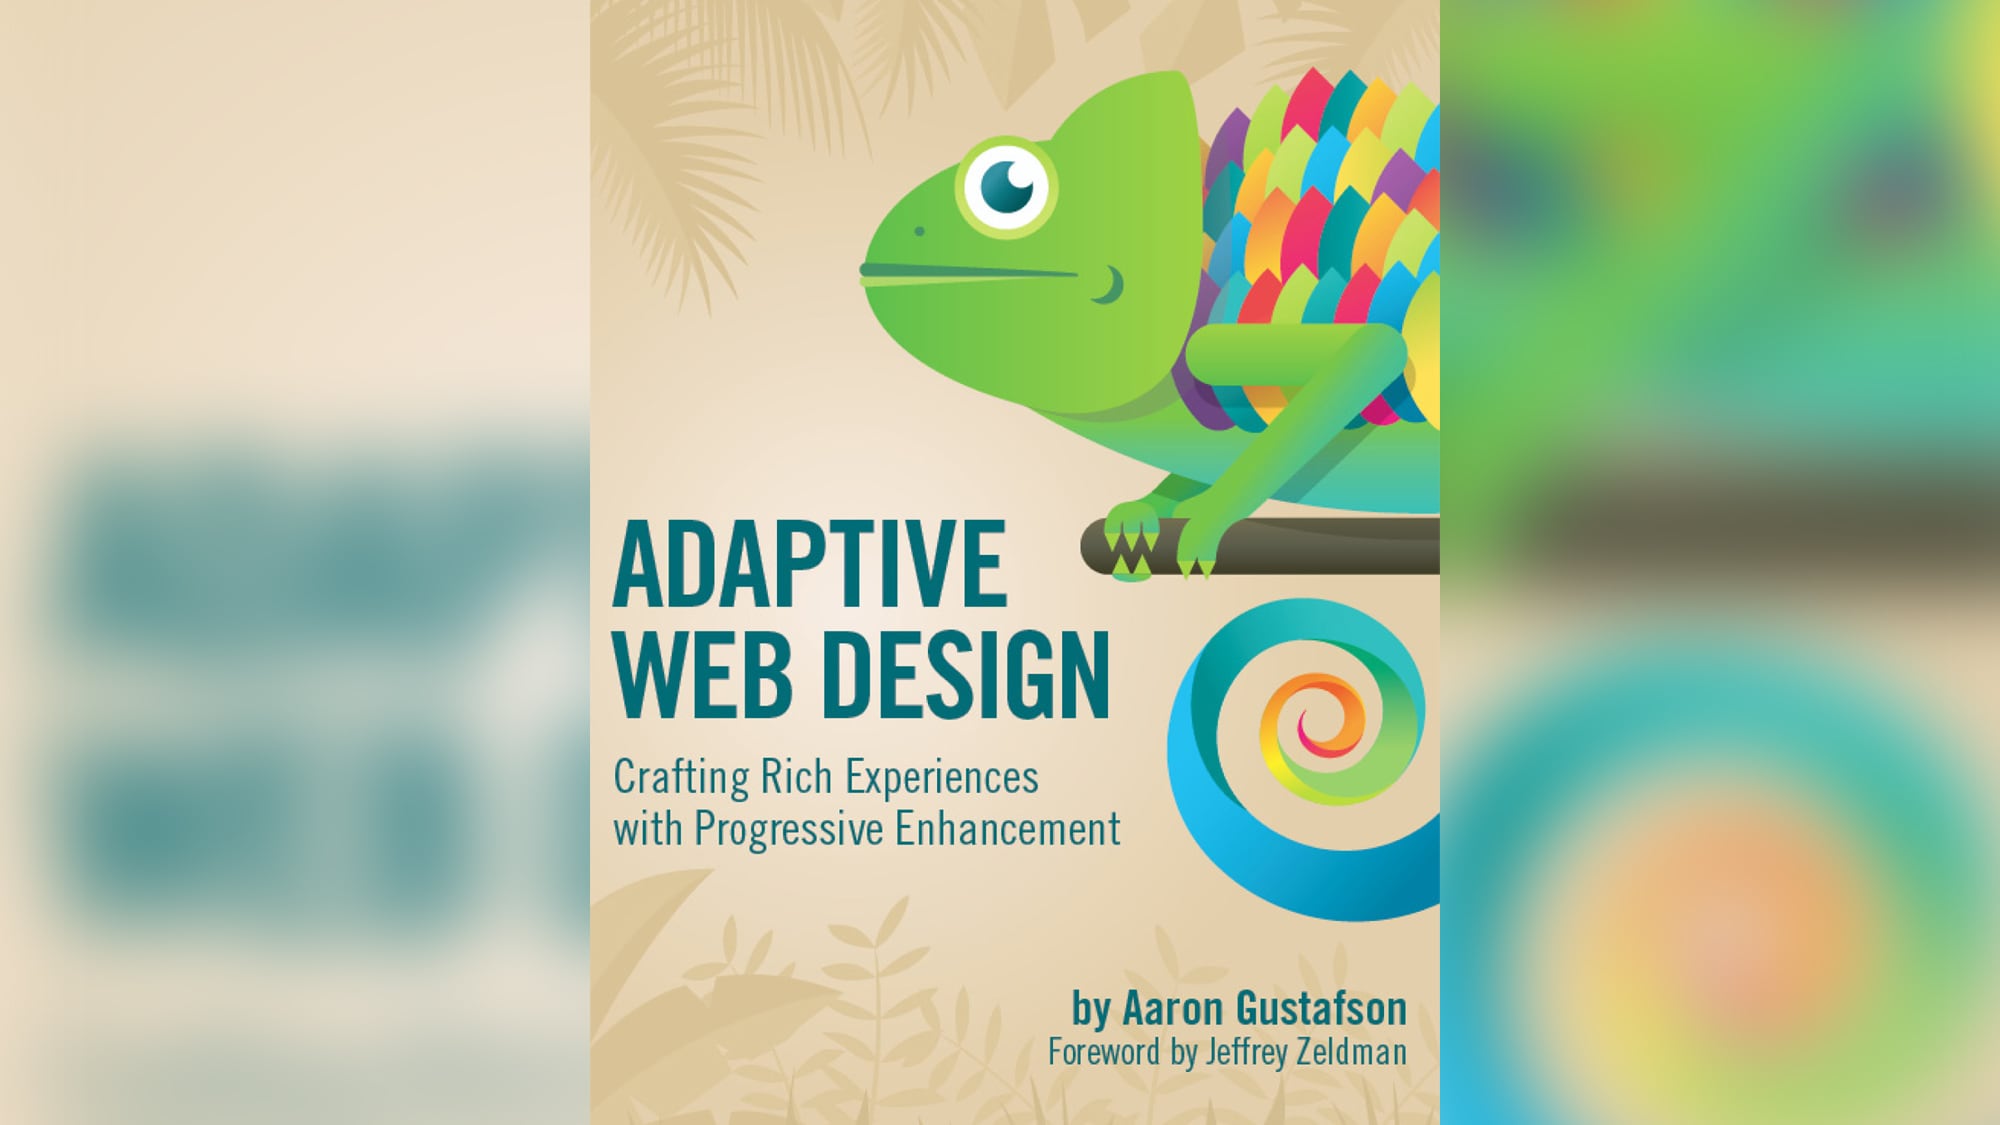 ADAPTIVE
WEB DESIGN
Crafting Rich Experiences
with Progressive Enhancement
by Aaron Gustafson
Foreword by Jeffrey Zeldman